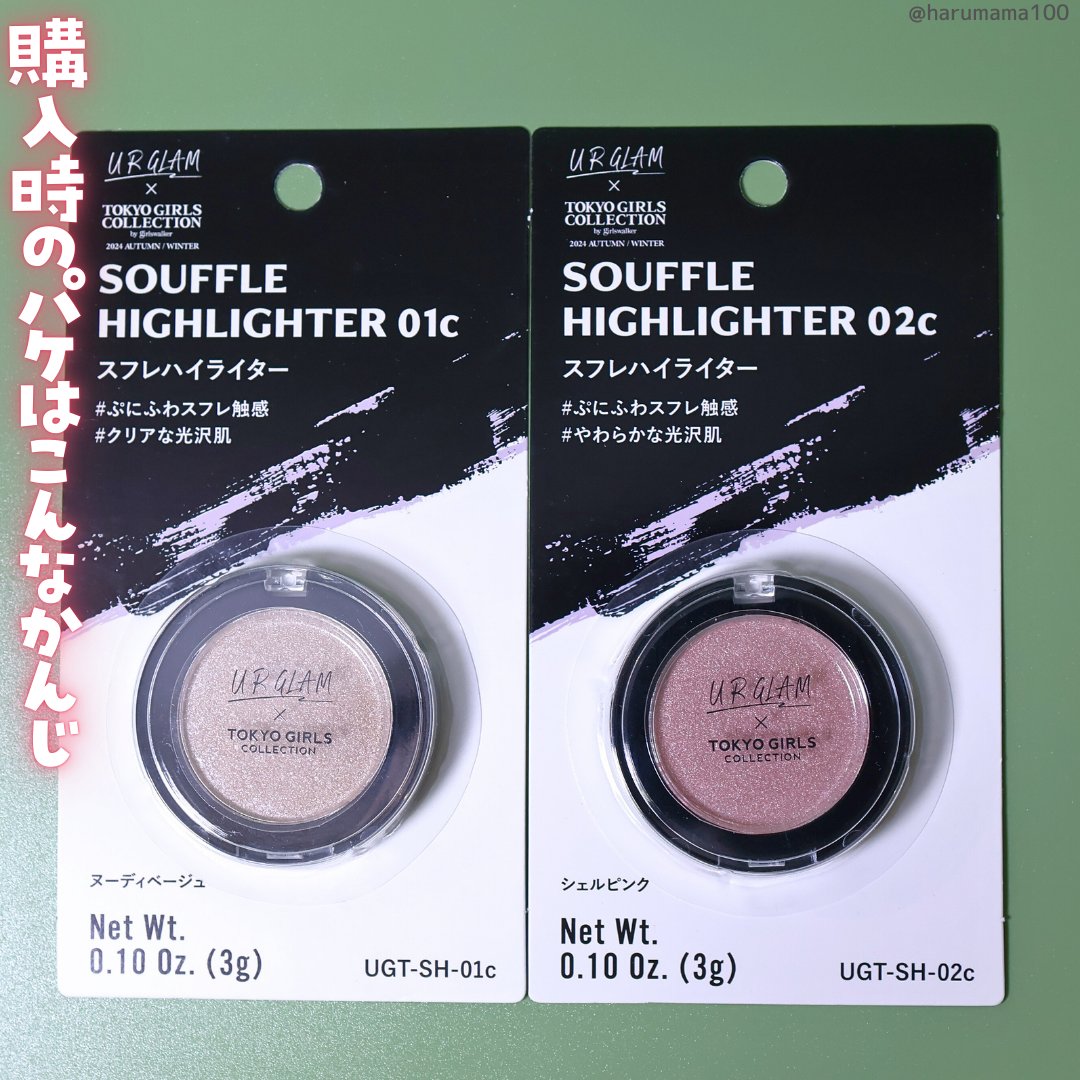 @harumama100
購入時のパケはこんなかんじ
UR GLAM
×
TOKYO GIRLS
COLLECTION
by girlswalker
2024 AUTUMN / WINTER
SOUFFLE
HIGHLIGHTER 01c
スフレハイライター
#ぷにふわスフレ触感
#クリアな光沢肌
UR GLAM
×
TOKYO GIRLS
COLLECTION
ヌーディベージュ
Net Wt.
0.10 Oz. (3g)
UGT-SH-01c
UR GLAM
×
TOKYO GIRLS
COLLECTION
by girlswalker
2024 AUTUMN / WINTER
SOUFFLE
HIGHLIGHTER 02c
スフレハイライター
#ぷにふわスフレ触感
#やわらかな光沢肌
UR GLAM
×
TOKYO GIRLS
COLLECTION
シェルピンク
Net Wt.
0.10 Oz. (3g)
UGT-SH-02c